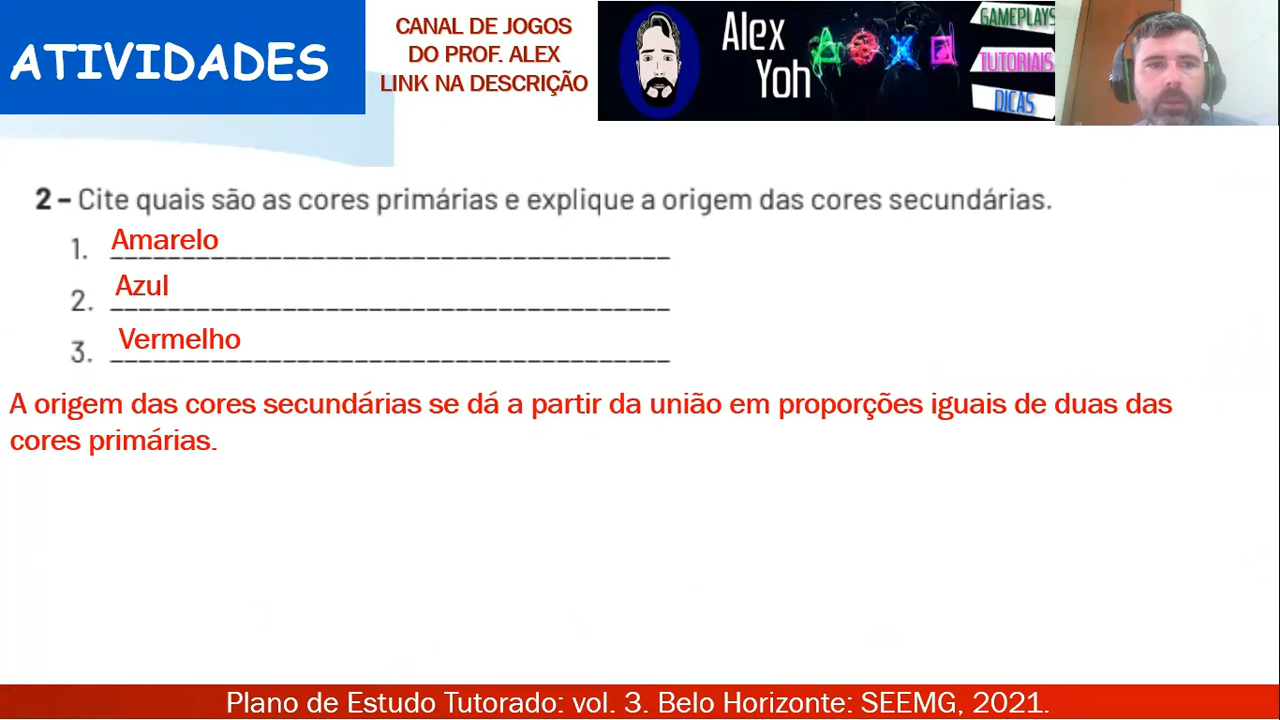 ATIVIDADES
CANAL DE JOGOS
DO PROF. ALEX
LINK NA DESCRIÇÃO
Alex
Yoh
GAMEPLAYS
TUTORIAIS
DICAS
2 – Cite quais são as cores primárias e explique a origem das cores secundárias.
1. Amarelo
2. Azul
3. Vermelho
A origem das cores secundárias se dá a partir da união em proporções iguais de duas das
cores primárias.
Plano de Estudo Tutorado: vol. 3. Belo Horizonte: SEEMG, 2021.